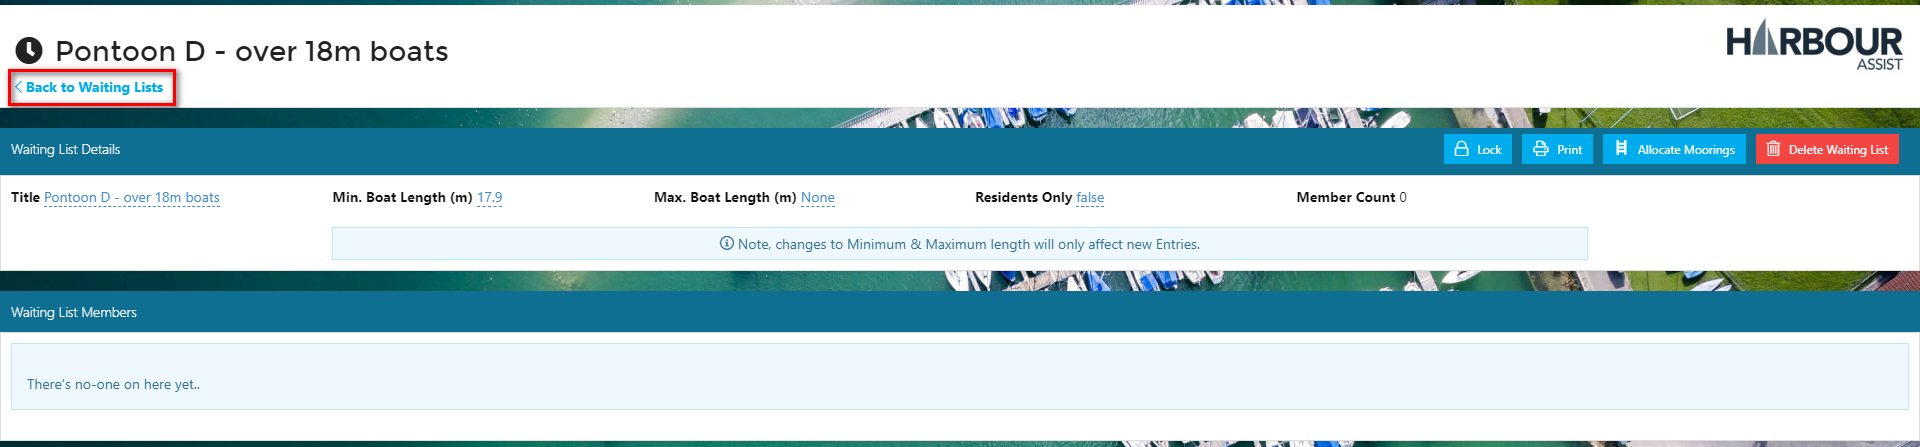 Pontoon D - over 18m boats
HARBOUR
ASSIST
Back to Waiting Lists
Waiting List Details
Lock
Print
Allocate Moorings
Delete Waiting List
Title Pontoon D - over 18m boats
Min. Boat Length (m) 17.9
Max. Boat Length (m) None
Residents Only false
Member Count 0
Note, changes to Minimum & Maximum length will only affect new Entries.
Waiting List Members
There's no-one on here yet..